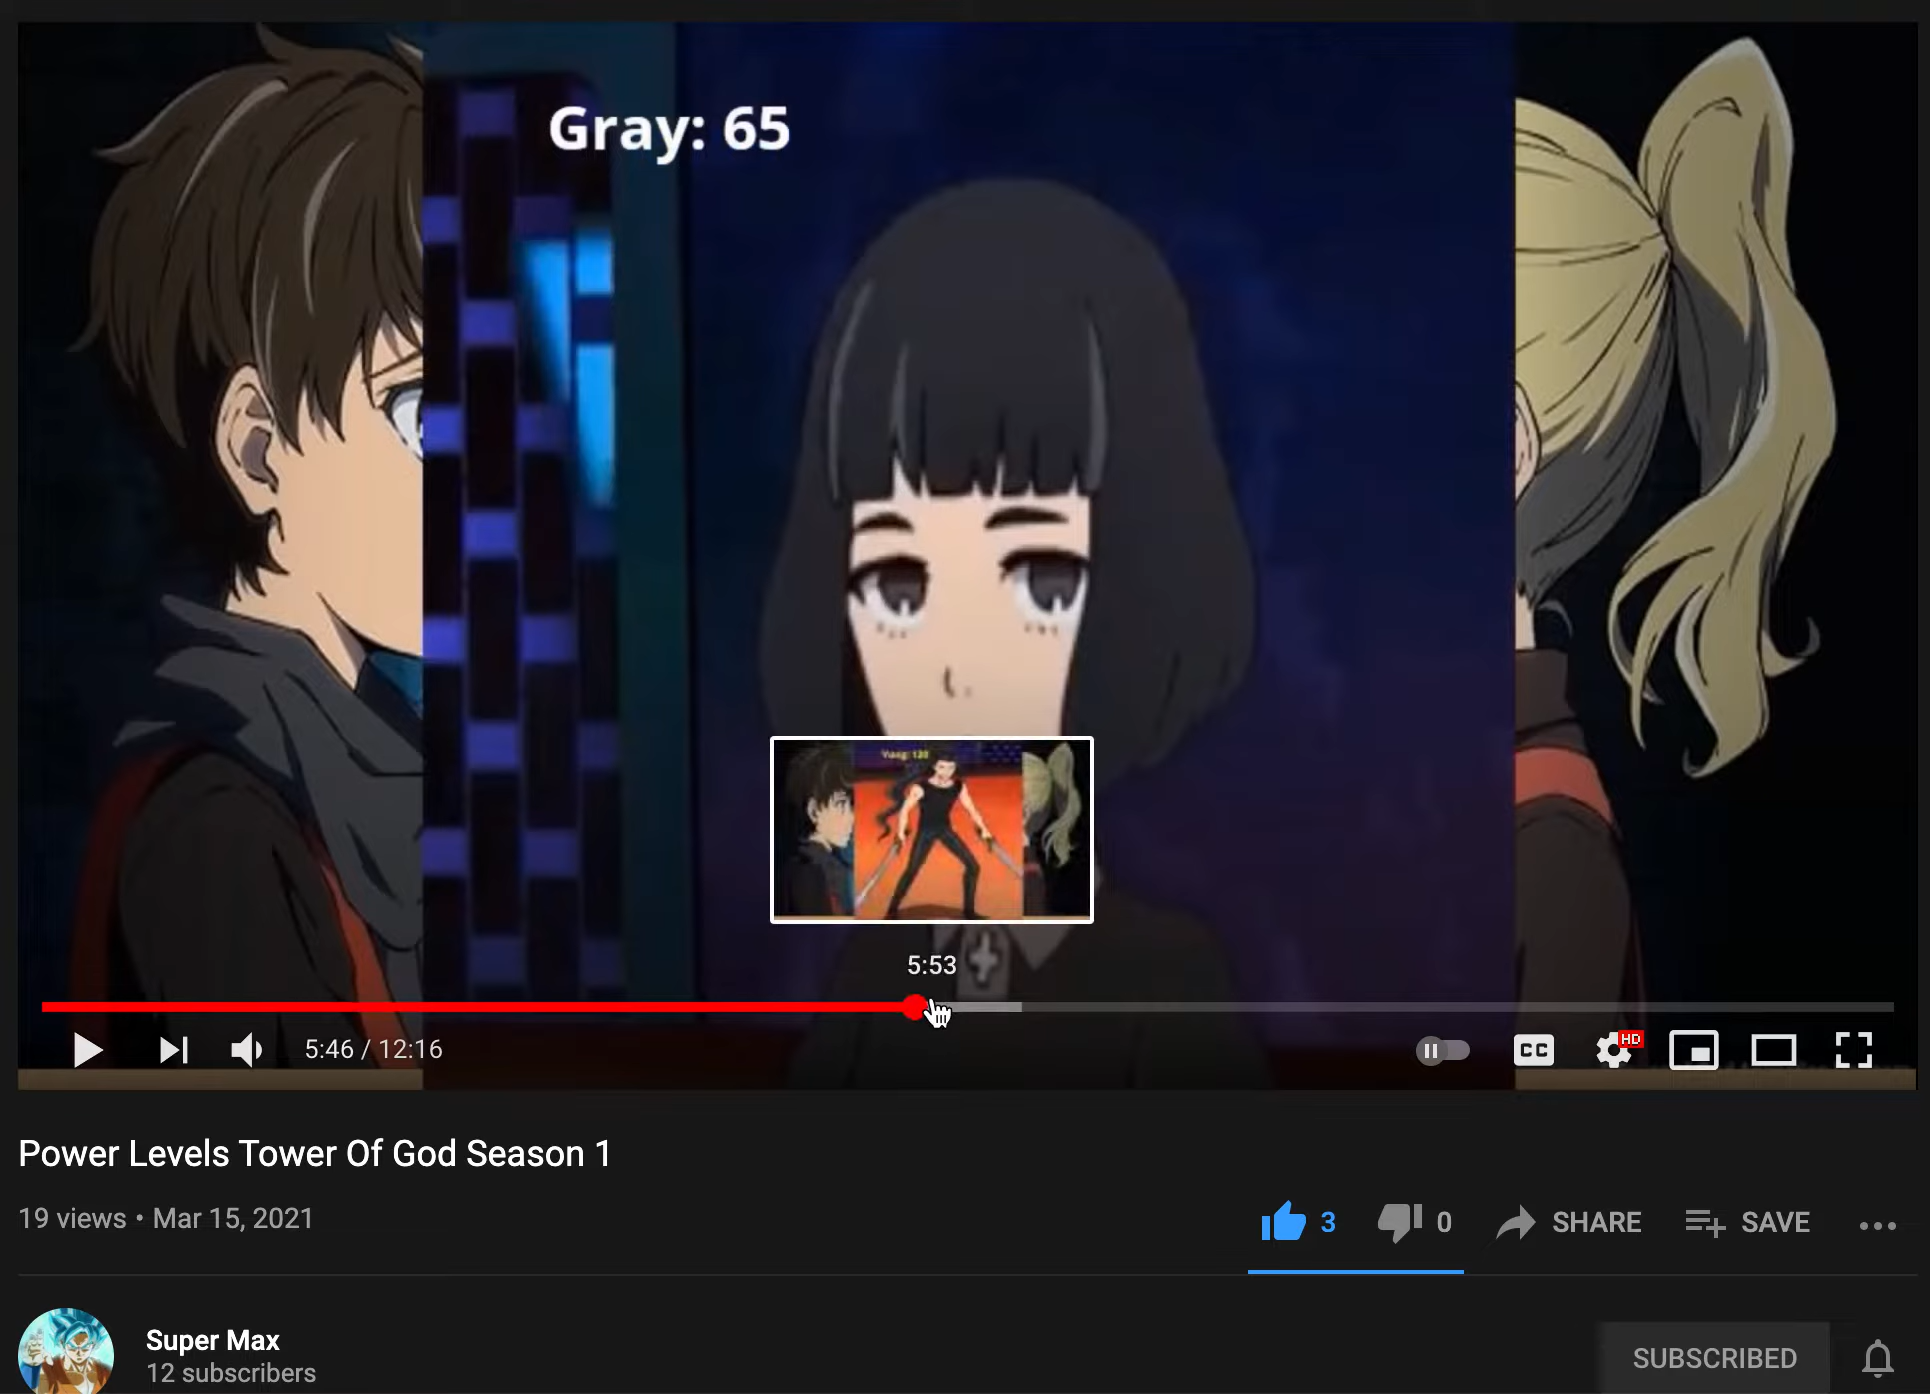 Gray: 65
5:53
5:46 / 12:16
CC
HD
Power Levels Tower Of God Season 1
19 views • Mar 15, 2021
3
0
SHARE
SAVE
Super Max
12 subscribers
SUBSCRIBED